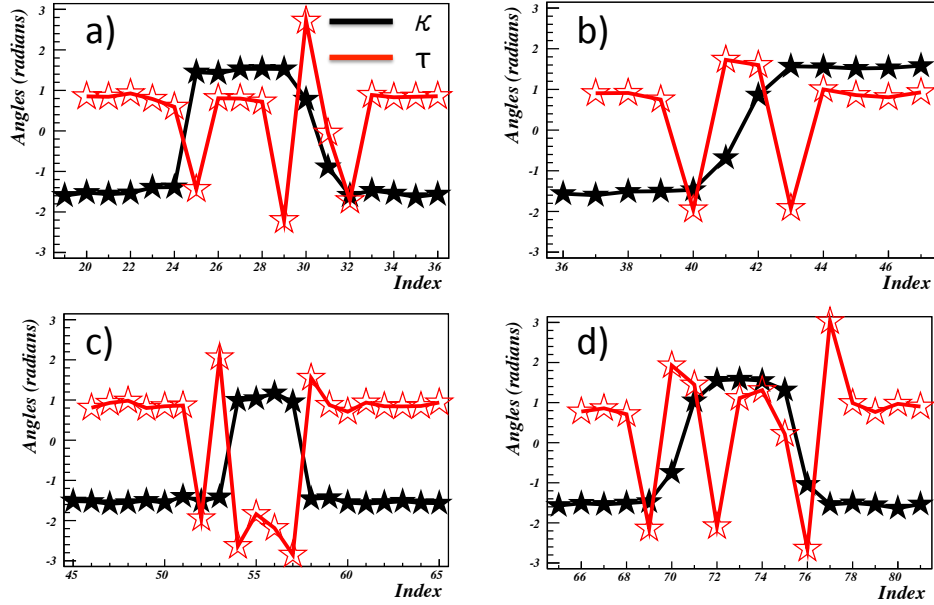 a)
κ
τ
Angles (radians)
3
2
1
0
-1
-2
-3
20 22 24 26 28 30 32 34 36
Index
b)
Angles (radians)
3
2
1
0
-1
-2
-3
36 38 40 42 44 46
Index
c)
Angles (radians)
3
2
1
0
-1
-2
-3
45 50 55 60 65
Index
d)
Angles (radians)
3
2
1
0
-1
-2
-3
66 68 70 72 74 76 78 80
Index